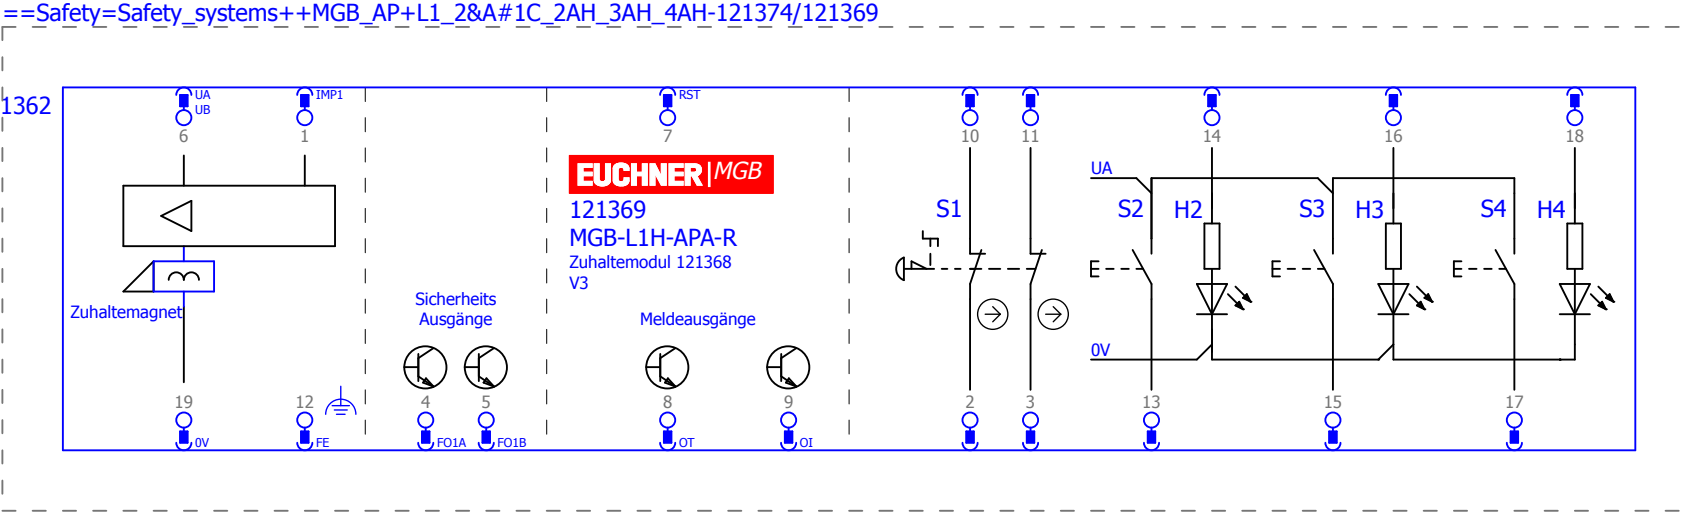 ==Safety=Safety_systems++MGB_AP+L1_2&A#1C_2AH_3AH_4AH-121374/121369
1362
UA
UB
IMP1
RST
6
1
7
10
11
14
16
18
EUCHNER MGB
121369
MGB-L1H-APA-R
Zuhaltemodul 121368
V3
UA
S1
S2
H2
S3
H3
S4
H4
Zuhaltemagnet
Sicherheits
Ausgänge
Meldeausgänge
0V
19
12
4
5
8
9
2
3
13
15
17
0V
FE
FO1A
FO1B
OT
OI